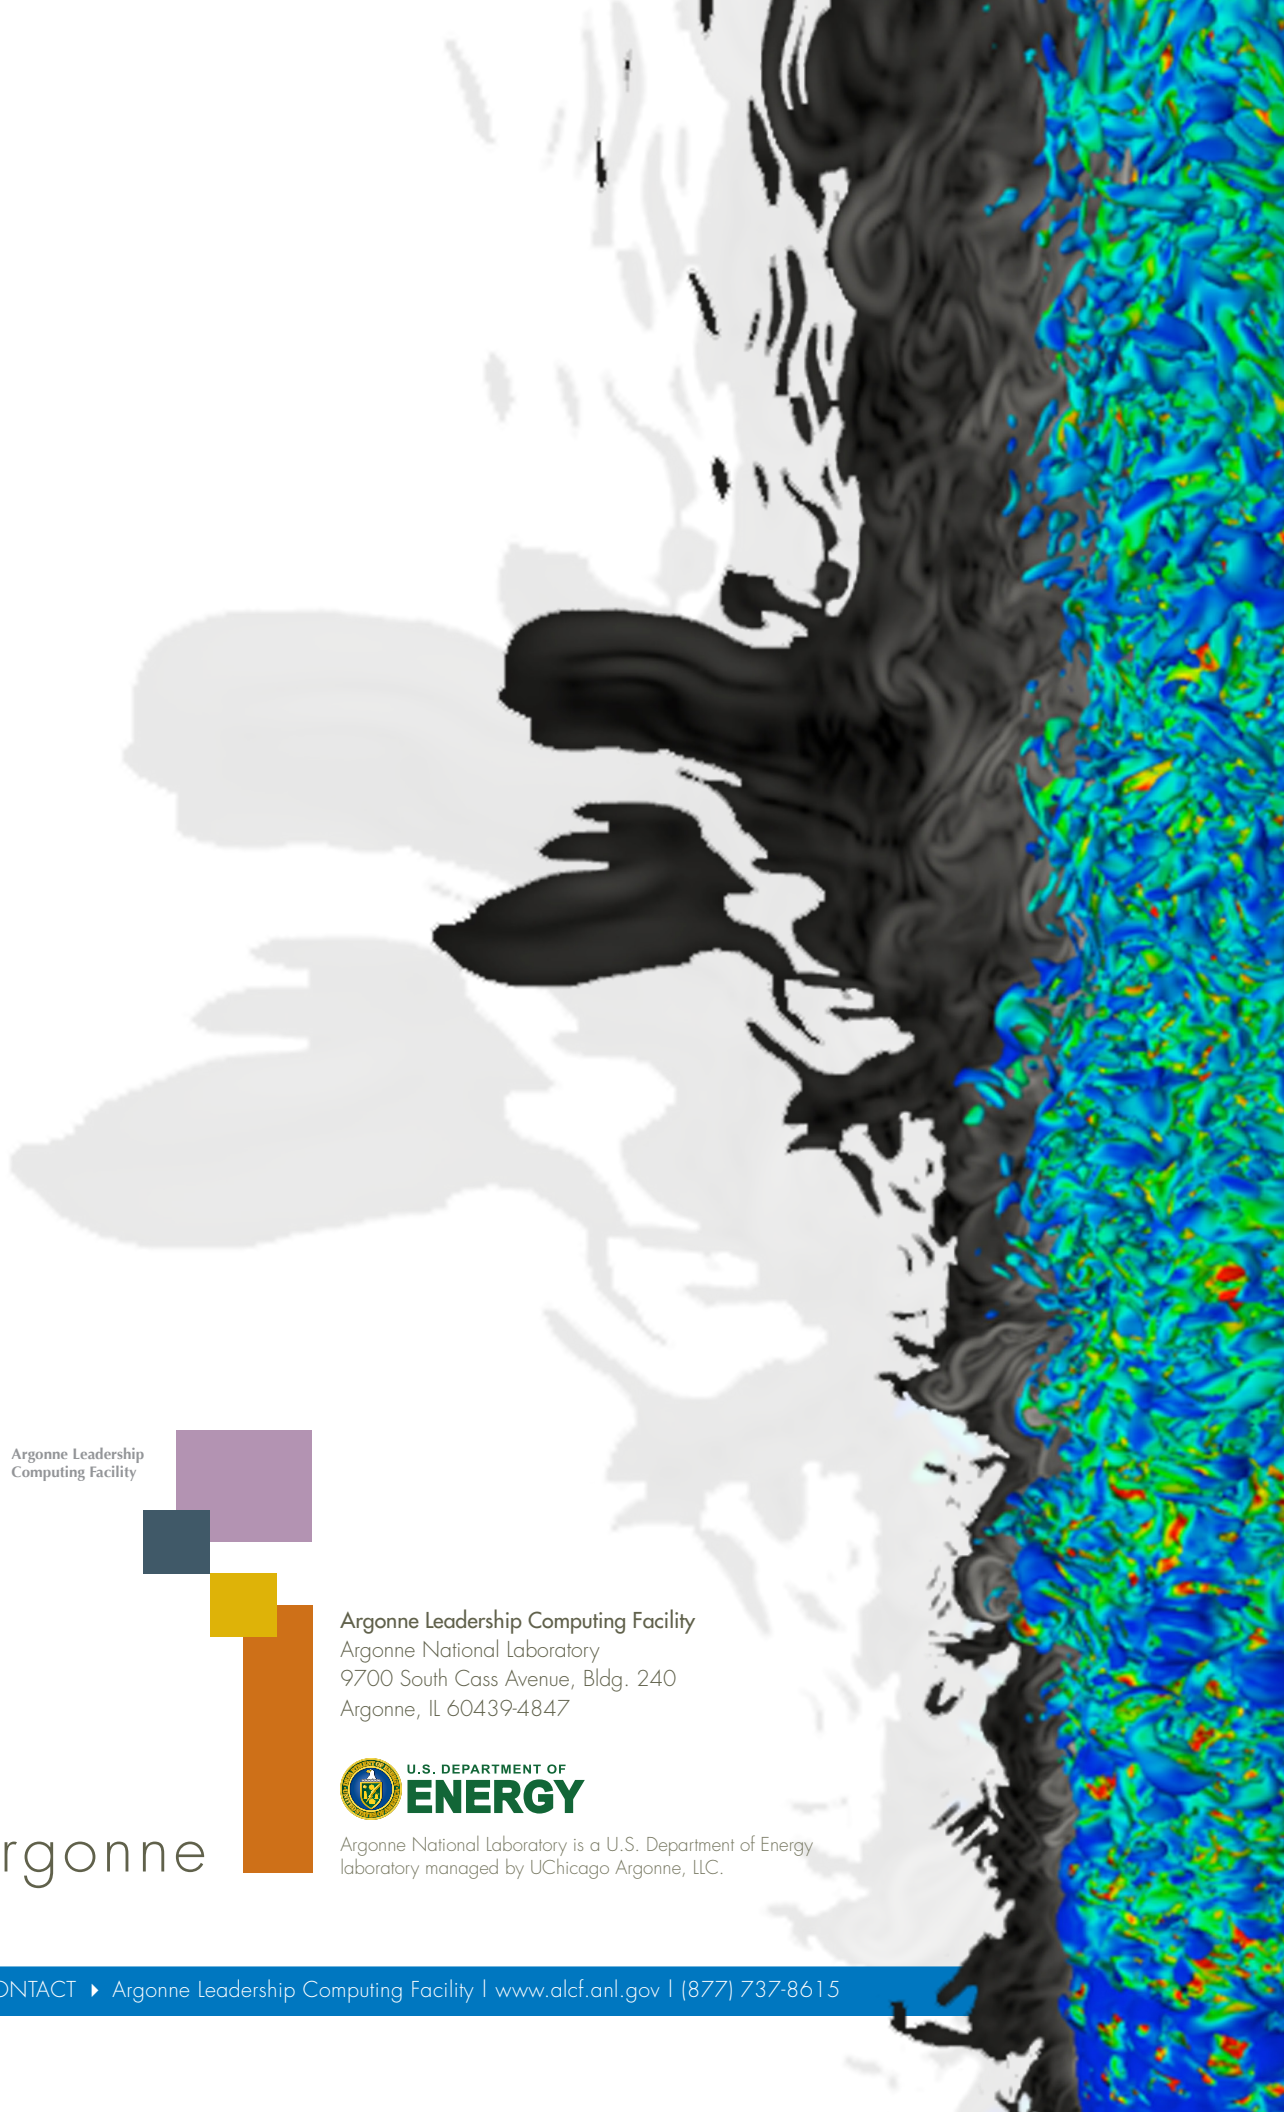 Argonne Leadership
Computing Facility
Argonne Leadership Computing Facility
Argonne National Laboratory
9700 South Cass Avenue, Bldg. 240
Argonne, IL 60439-4847
U.S. DEPARTMENT OF
ENERGY
Argonne National Laboratory is a U.S. Department of Energy
laboratory managed by UChicago Argonne, LLC.
rgonne
ONTACT ▸ Argonne Leadership Computing Facility | www.alcf.anl.gov | (877) 737-8615